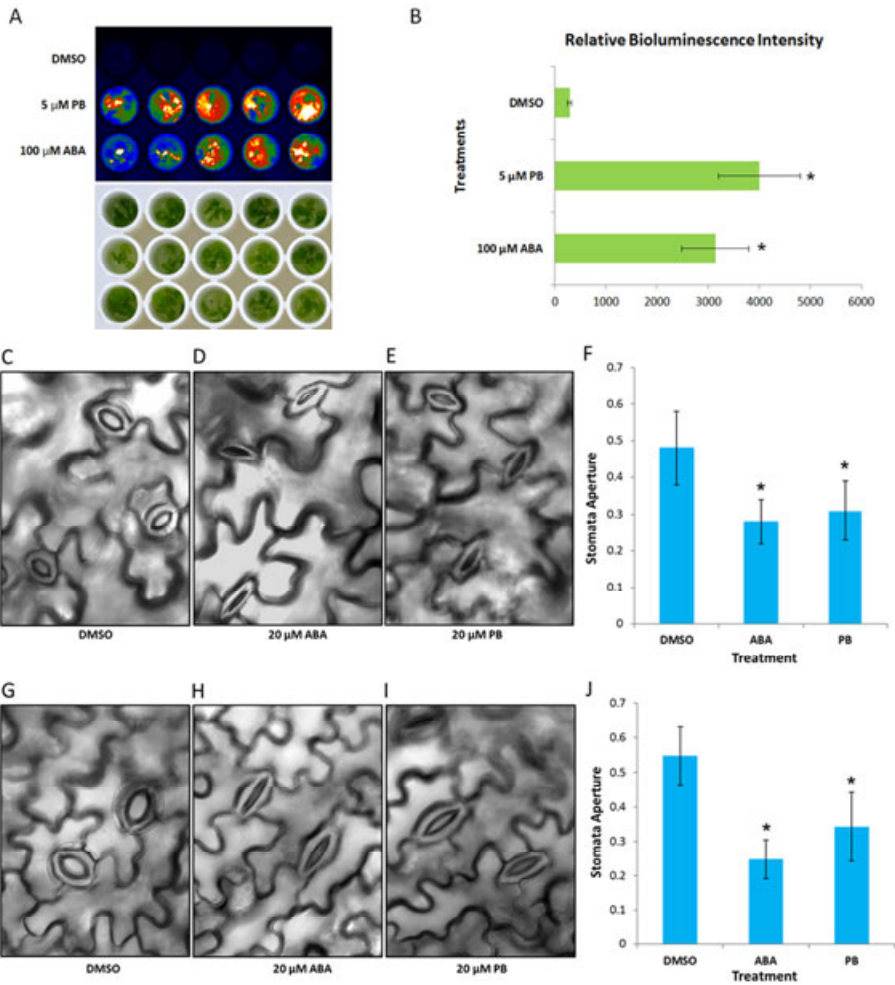 A
DMSO
5 μM PB
100 μM ABA
B
Relative Bioluminescence Intensity
Treatments
DMSO
5 μM PB
100 μM ABA
*
*
0 1000 2000 3000 4000 5000 6000
C D E F
DMSO 20 μM ABA 20 μM PB
Stomata Aperture
0.7
0.6
0.5
0.4
0.3
0.2
0.1
0
* *
DMSO ABA PB
Treatment
G H I J
DMSO 20 μM ABA 20 μM PB
Stomata Aperture
0.7
0.6
0.5
0.4
0.3
0.2
0.1
0
* *
DMSO ABA PB
Treatment